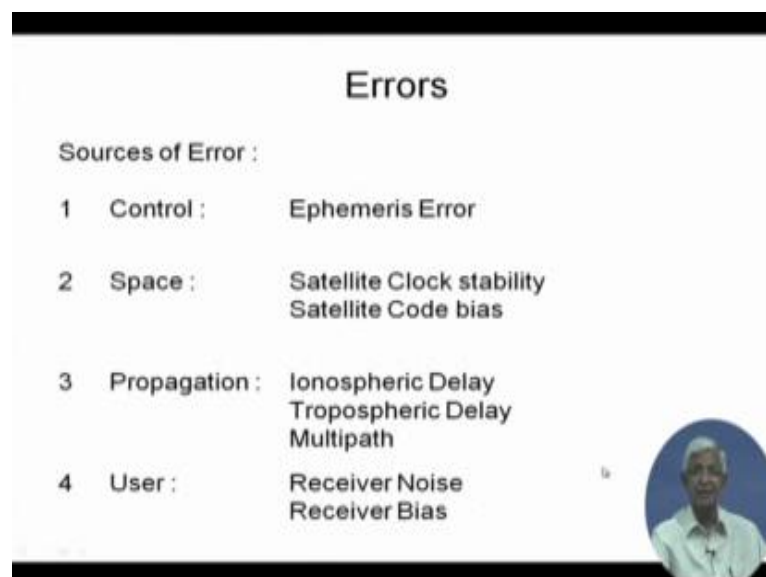 Errors
Sources of Error :
1 Control : Ephemeris Error
2 Space : Satellite Clock stability
Satellite Code bias
3 Propagation : Ionospheric Delay
Tropospheric Delay
Multipath
4 User : Receiver Noise
Receiver Bias